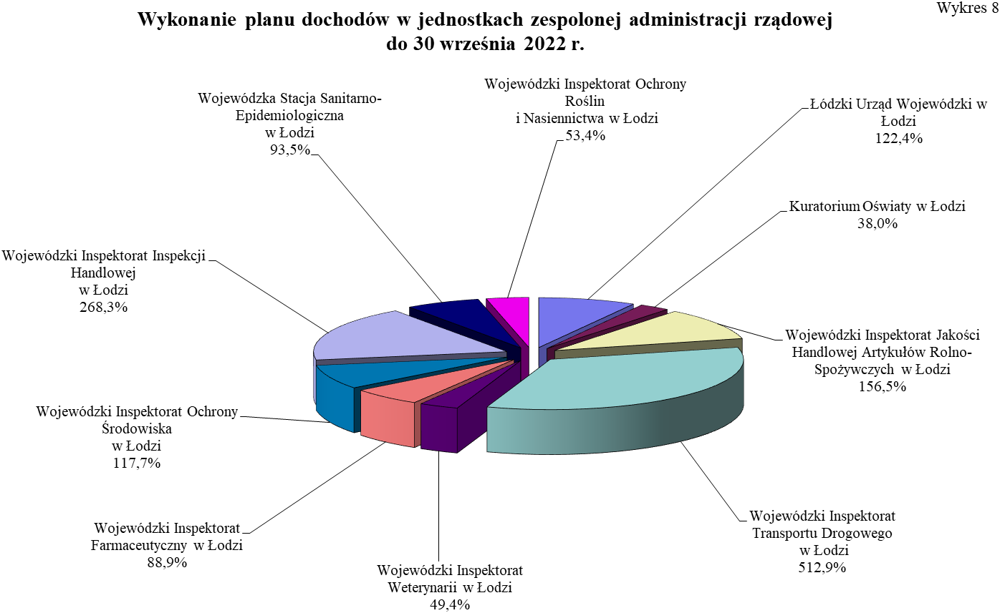 Wykres 8
Wykonanie planu dochodów w jednostkach zespolonej administracji rządowej
do 30 września 2022 r.
Wojewódzki Inspektorat Ochrony
Roślin
i Nasiennictwa w Łodzi
53,4%
Łódzki Urząd Wojewódzki w
Łodzi
122,4%
Kuratorium Oświaty w Łodzi
38,0%
Wojewódzki Inspektorat Jakości
Handlowej Artykułów Rolno-
Spożywczych w Łodzi
156,5%
Wojewódzki Inspektorat
Transportu Drogowego
w Łodzi
512,9%
Wojewódzki Inspektorat
Weterynarii w Łodzi
49,4%
Wojewódzki Inspektorat
Farmaceutyczny w Łodzi
88,9%
Wojewódzki Inspektorat Ochrony
Środowiska
w Łodzi
117,7%
Wojewódzki Inspektorat Inspekcji
Handlowej
w Łodzi
268,3%
Wojewódzka Stacja Sanitarno-
Epidemiologiczna
w Łodzi
93,5%